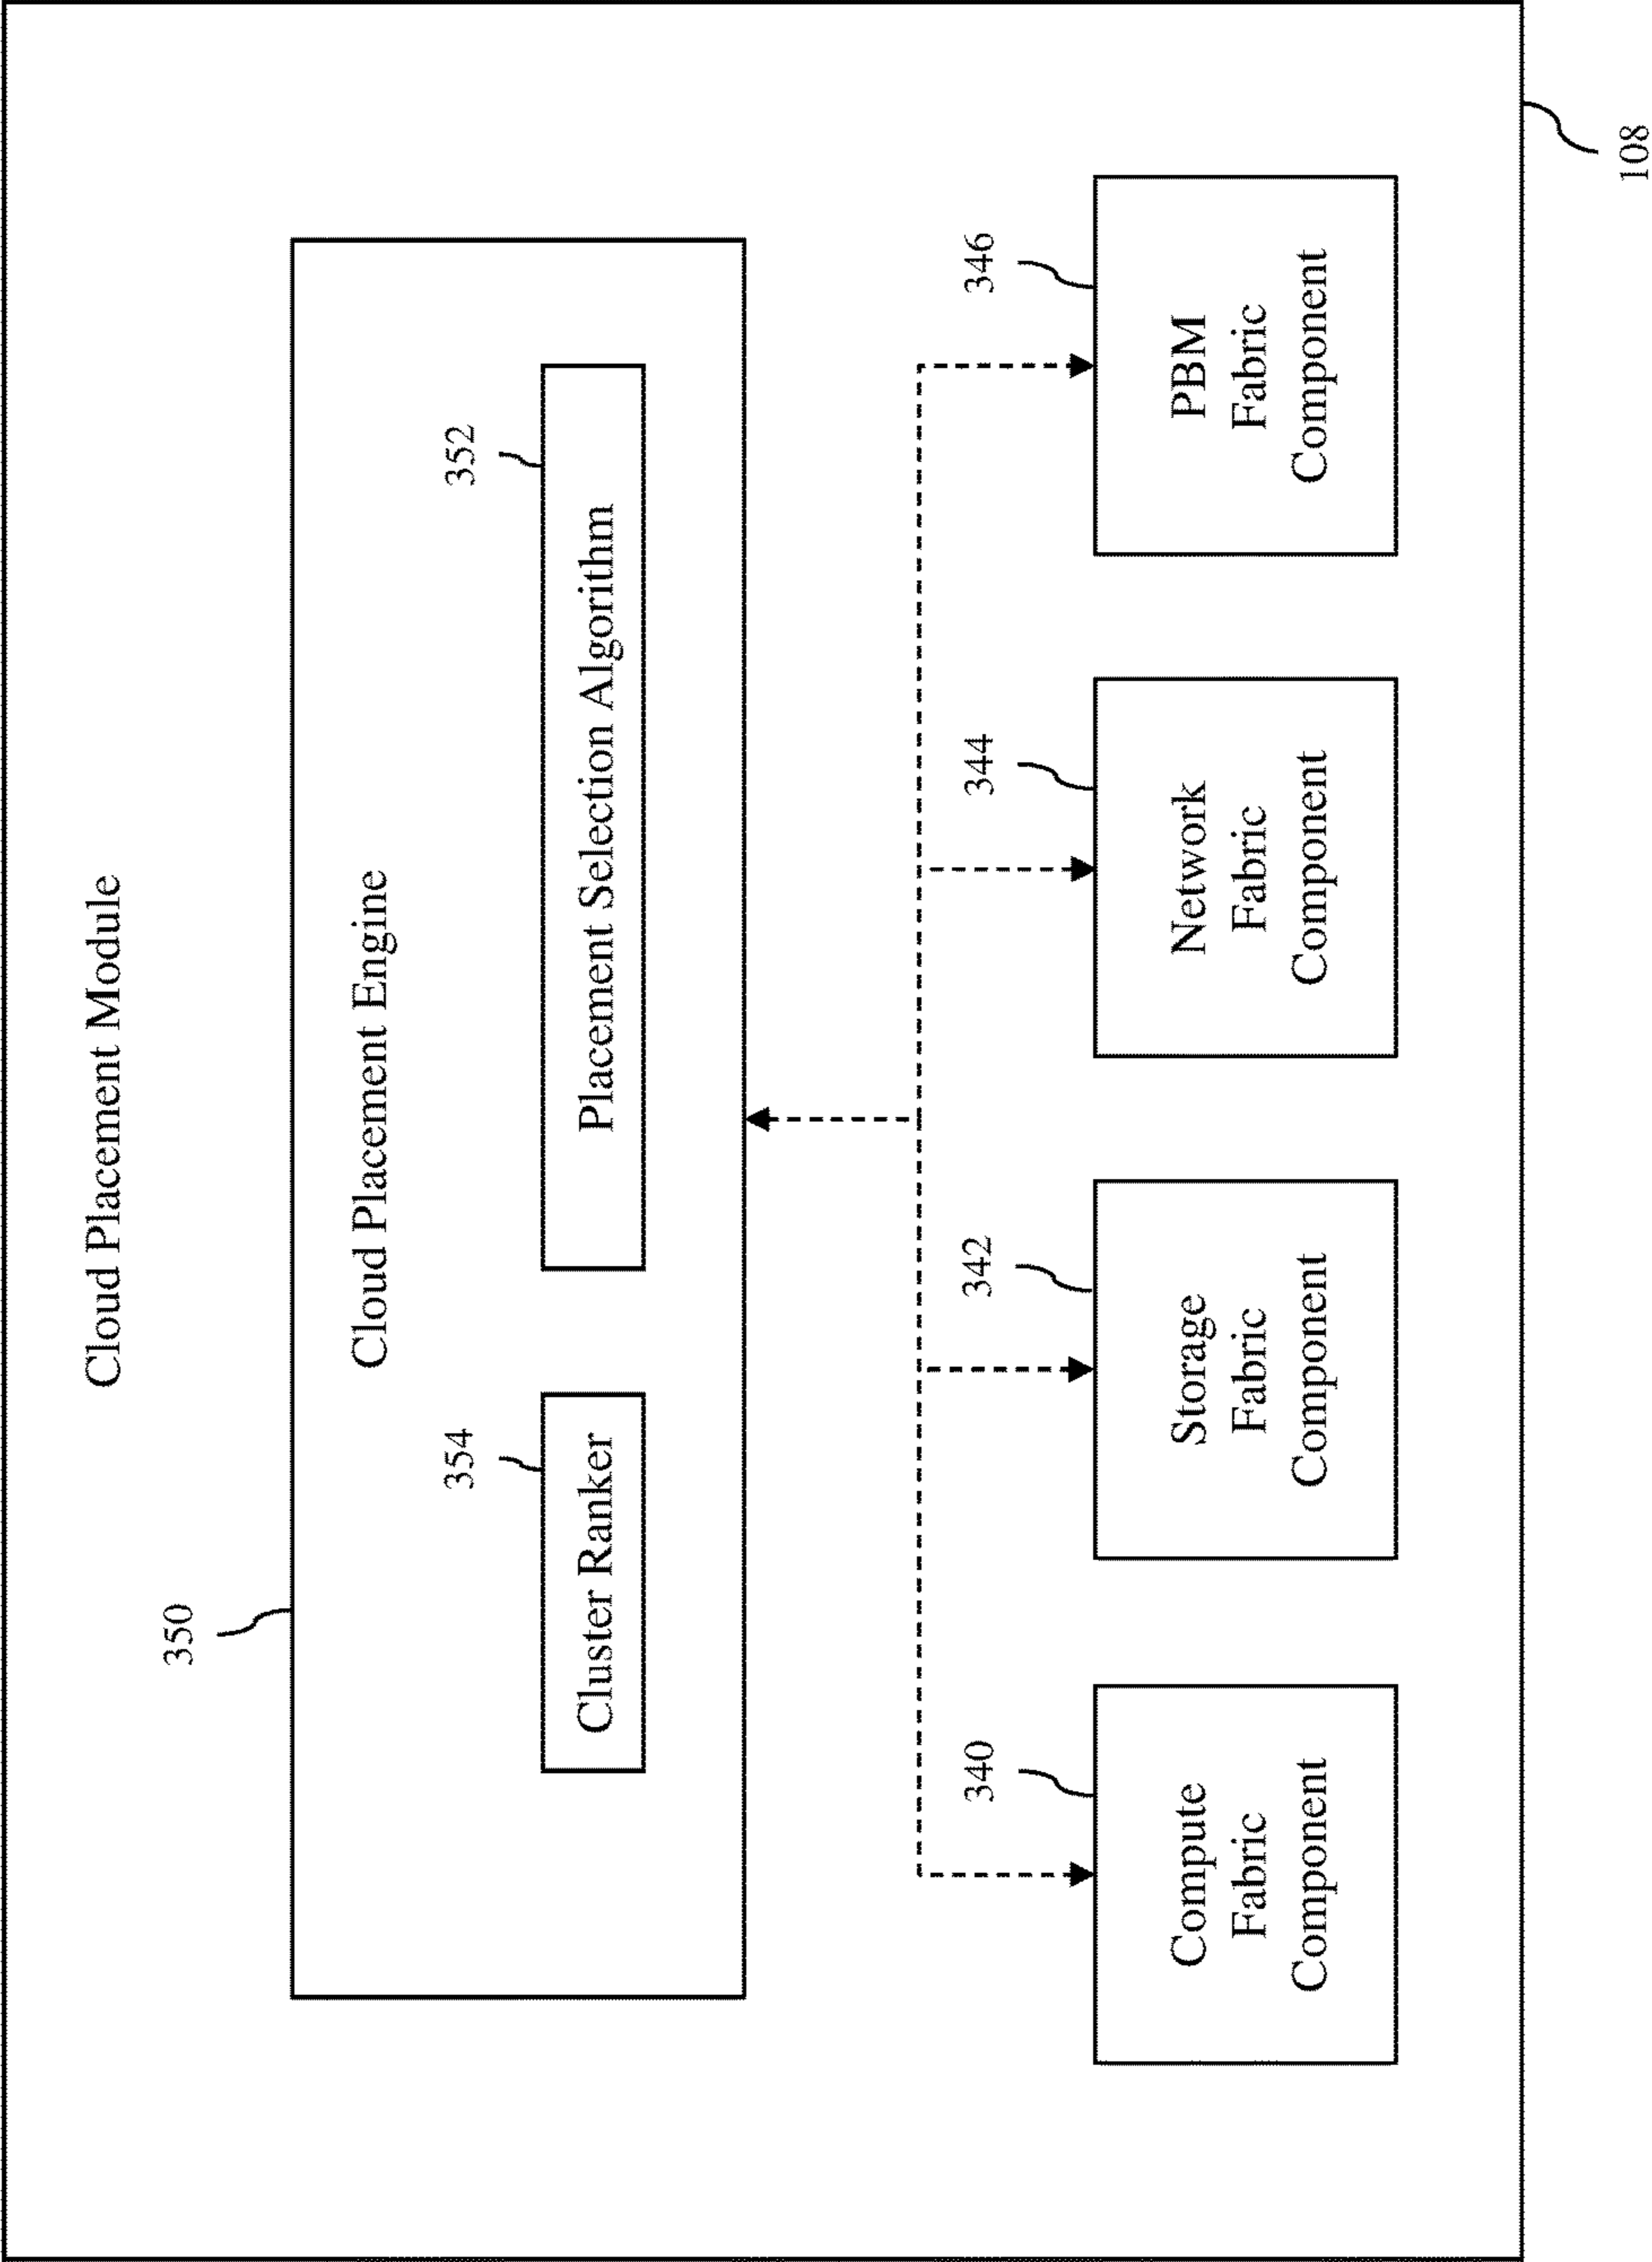 Cloud Placement Module
350
Cloud Placement Engine
354
Cluster Ranker
352
Placement Selection Algorithm
340
Compute
Fabric
Component
342
Storage
Fabric
Component
344
Network
Fabric
Component
346
PBM
Fabric
Component
108